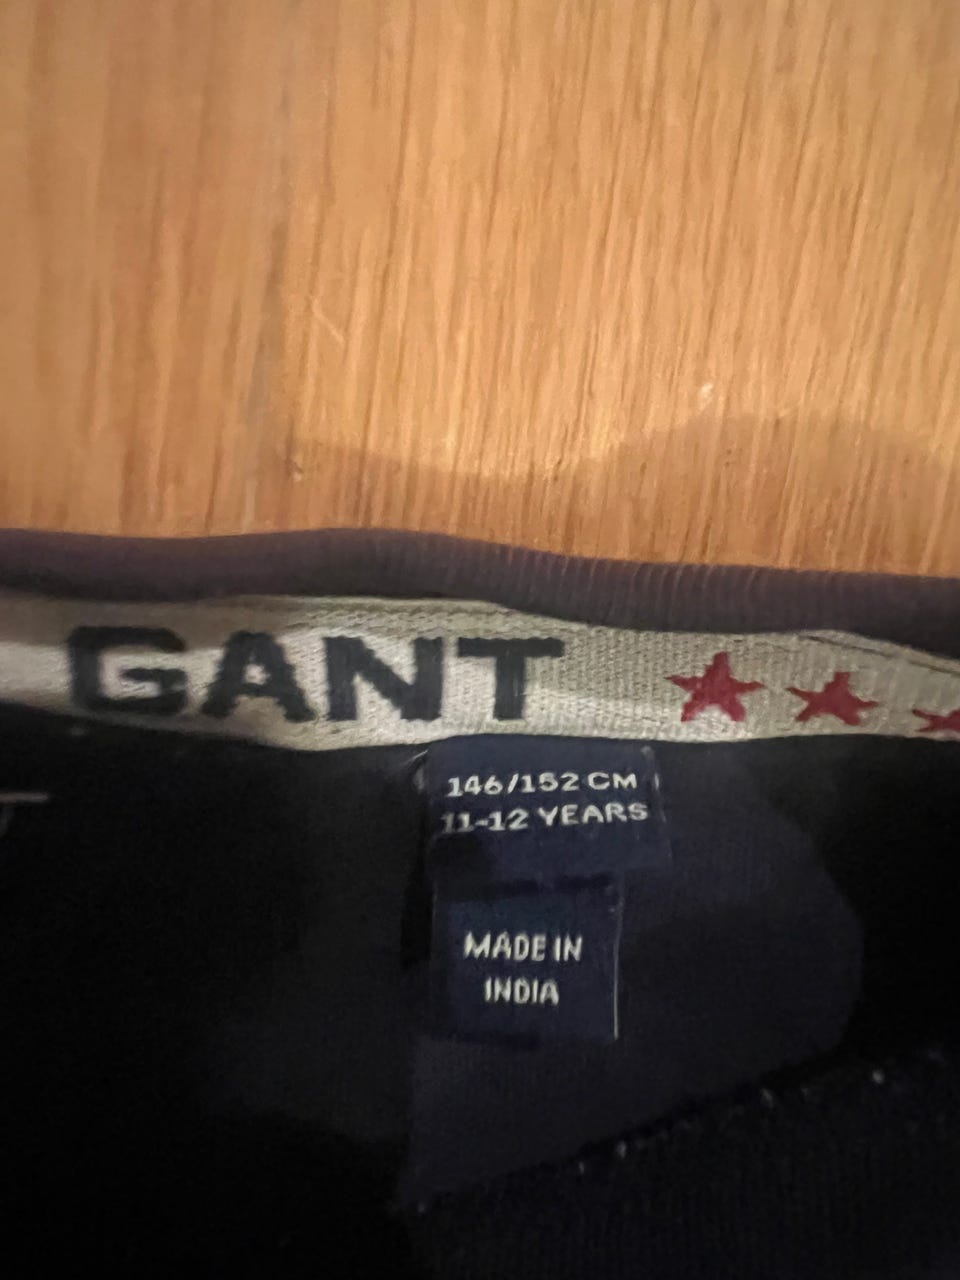 GANT
146/152 CM
11-12 YEARS
MADE IN
INDIA